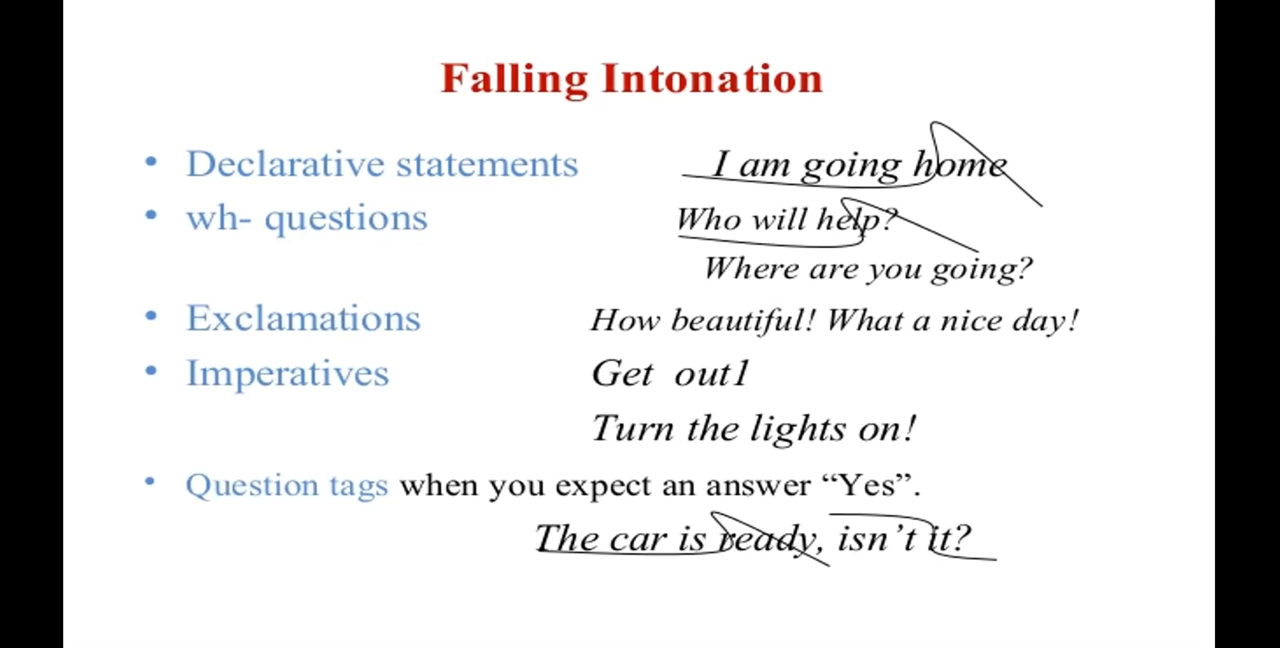 Falling Intonation
• Declarative statements I am going home
• wh- questions Who will help?
Where are you going?
• Exclamations How beautiful! What a nice day!
• Imperatives Get out1
Turn the lights on!
• Question tags when you expect an answer “Yes”.
The car is ready, isn’t it?